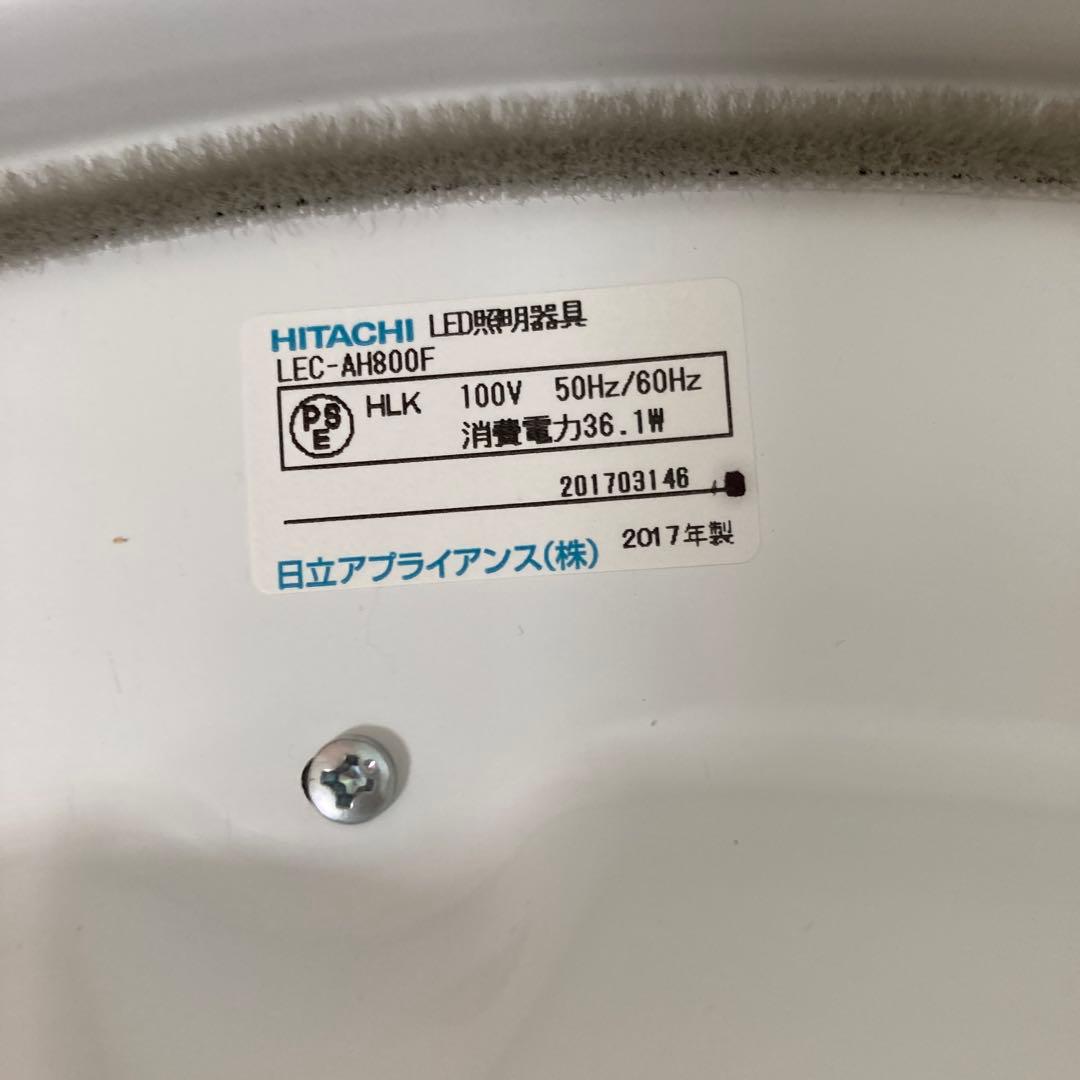 HITACHI LED照明器具
LEC-AH800F
PS E HLK 100V 50Hz/60Hz
消費電力36.1W
201703146
2017年製
日立アプライアンス(株)